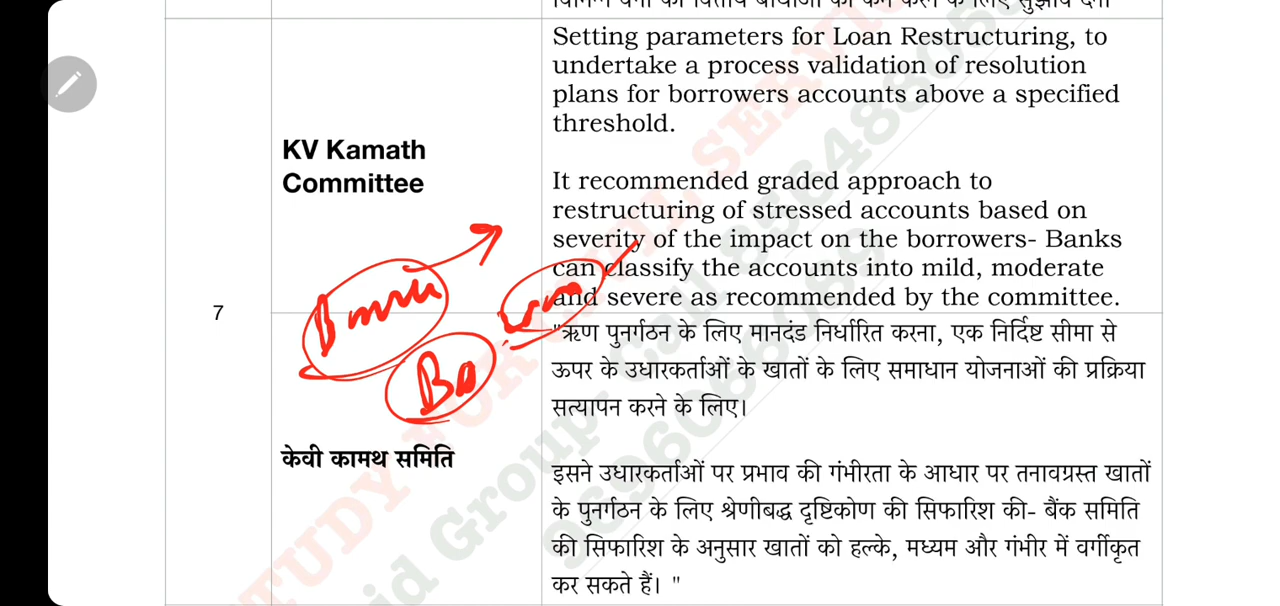 विभिन्न वर्गों की वित्तीय बाधाओं को कम करने के लिए सुझाव देना
Setting parameters for Loan Restructuring, to
undertake a process validation of resolution
plans for borrowers accounts above a specified
threshold.
KV Kamath
Committee
It recommended graded approach to
restructuring of stressed accounts based on
severity of the impact on the borrowers- Banks
can classify the accounts into mild, moderate
and severe as recommended by the committee.
7
"ऋण पुनर्गठन के लिए मानदंड निर्धारित करना, एक निर्दिष्ट सीमा से
ऊपर के उधारकर्ताओं के खातों के लिए समाधान योजनाओं की प्रक्रिया
सत्यापन करने के लिए।
केवी कामथ समिति
इसने उधारकर्ताओं पर प्रभाव की गंभीरता के आधार पर तनावग्रस्त खातों
के पुनर्गठन के लिए श्रेणीबद्ध दृष्टिकोण की सिफारिश की- बैंक समिति
की सिफारिश के अनुसार खातों को हल्के, मध्यम और गंभीर में वर्गीकृत
कर सकते हैं। "